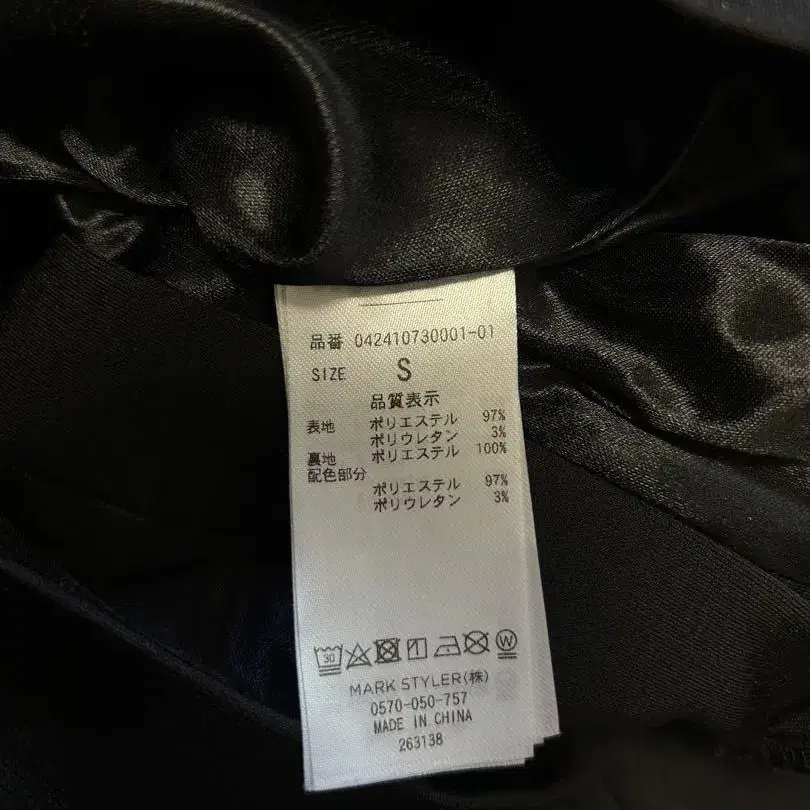 品番 042410730001-01
SIZE S
品質表示
表地 ポリエステル 97%
ポリウレタン 3%
裏地 ポリエステル 100%
配色部分
ポリエステル 97%
ポリウレタン 3%
30 W
MARK STYLER(株)
0570-050-757
MADE IN CHINA
263138